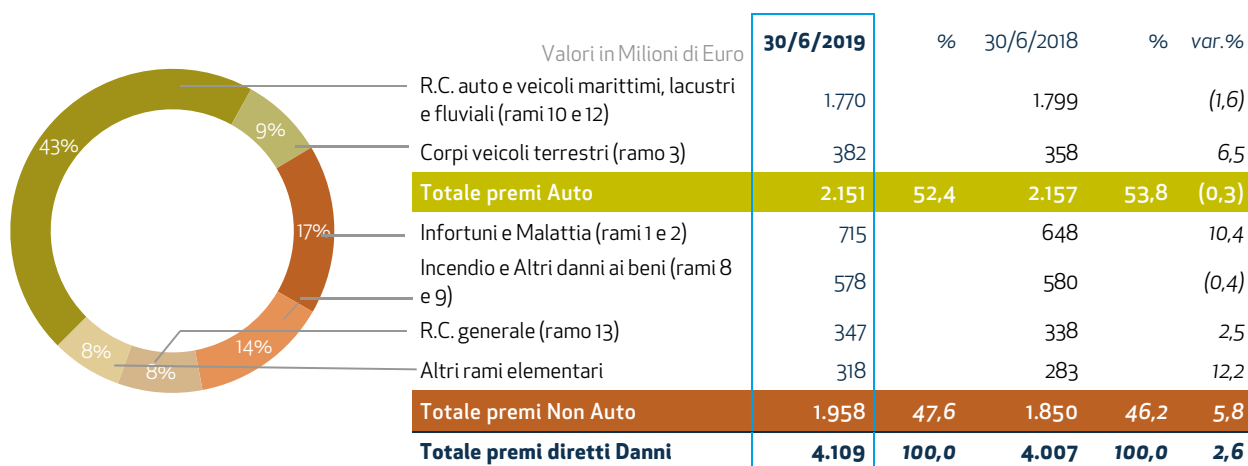 Valori in Milioni di Euro 30/6/2019 % 30/6/2018 % var.%
R.C. auto e veicoli marittimi, lacustri
e fluviali (rami 10 e 12) 1.770 1.799 (1,6)
Corpi veicoli terrestri (ramo 3) 382 358 6,5
Totale premi Auto 2.151 52,4 2.157 53,8 (0,3)
Infortuni e Malattia (rami 1 e 2) 715 648 10,4
Incendio e Altri danni ai beni (rami 8
e 9) 578 580 (0,4)
R.C. generale (ramo 13) 347 338 2,5
Altri rami elementari 318 283 12,2
Totale premi Non Auto 1.958 47,6 1.850 46,2 5,8
Totale premi diretti Danni 4.109 100,0 4.007 100,0 2,6
43%
9%
17%
14%
8%
8%